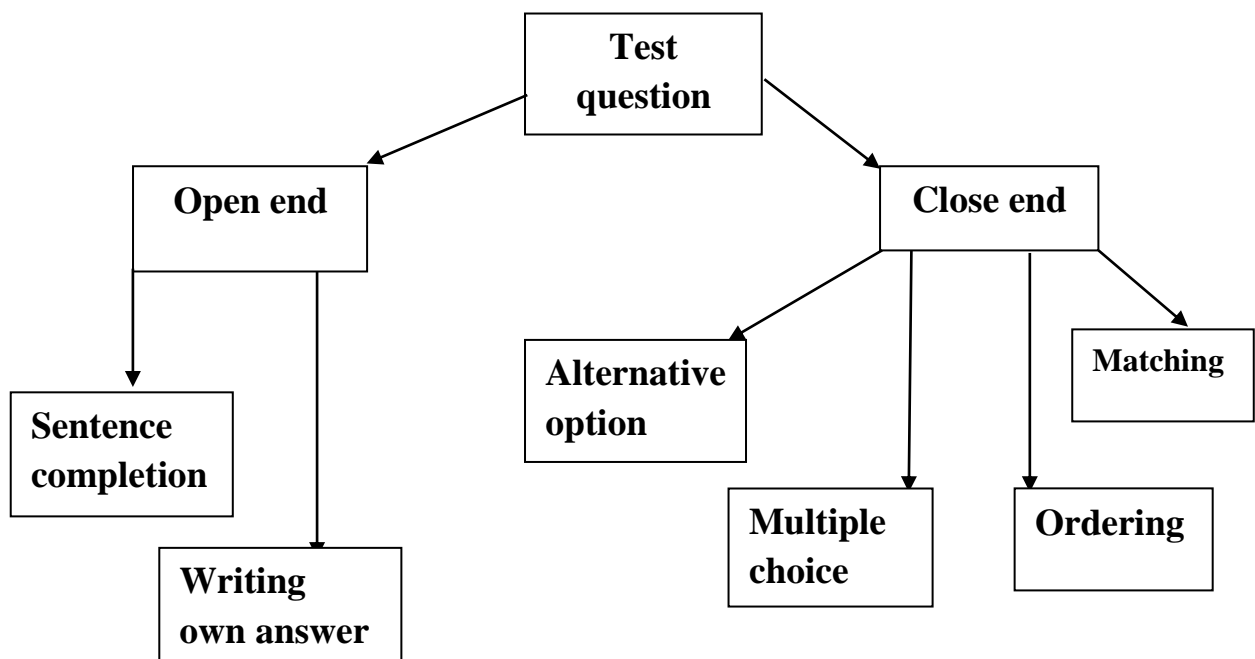 Test
question
Open end
Close end
Alternative
option
Matching
Sentence
completion
Multiple
choice
Ordering
Writing
own answer